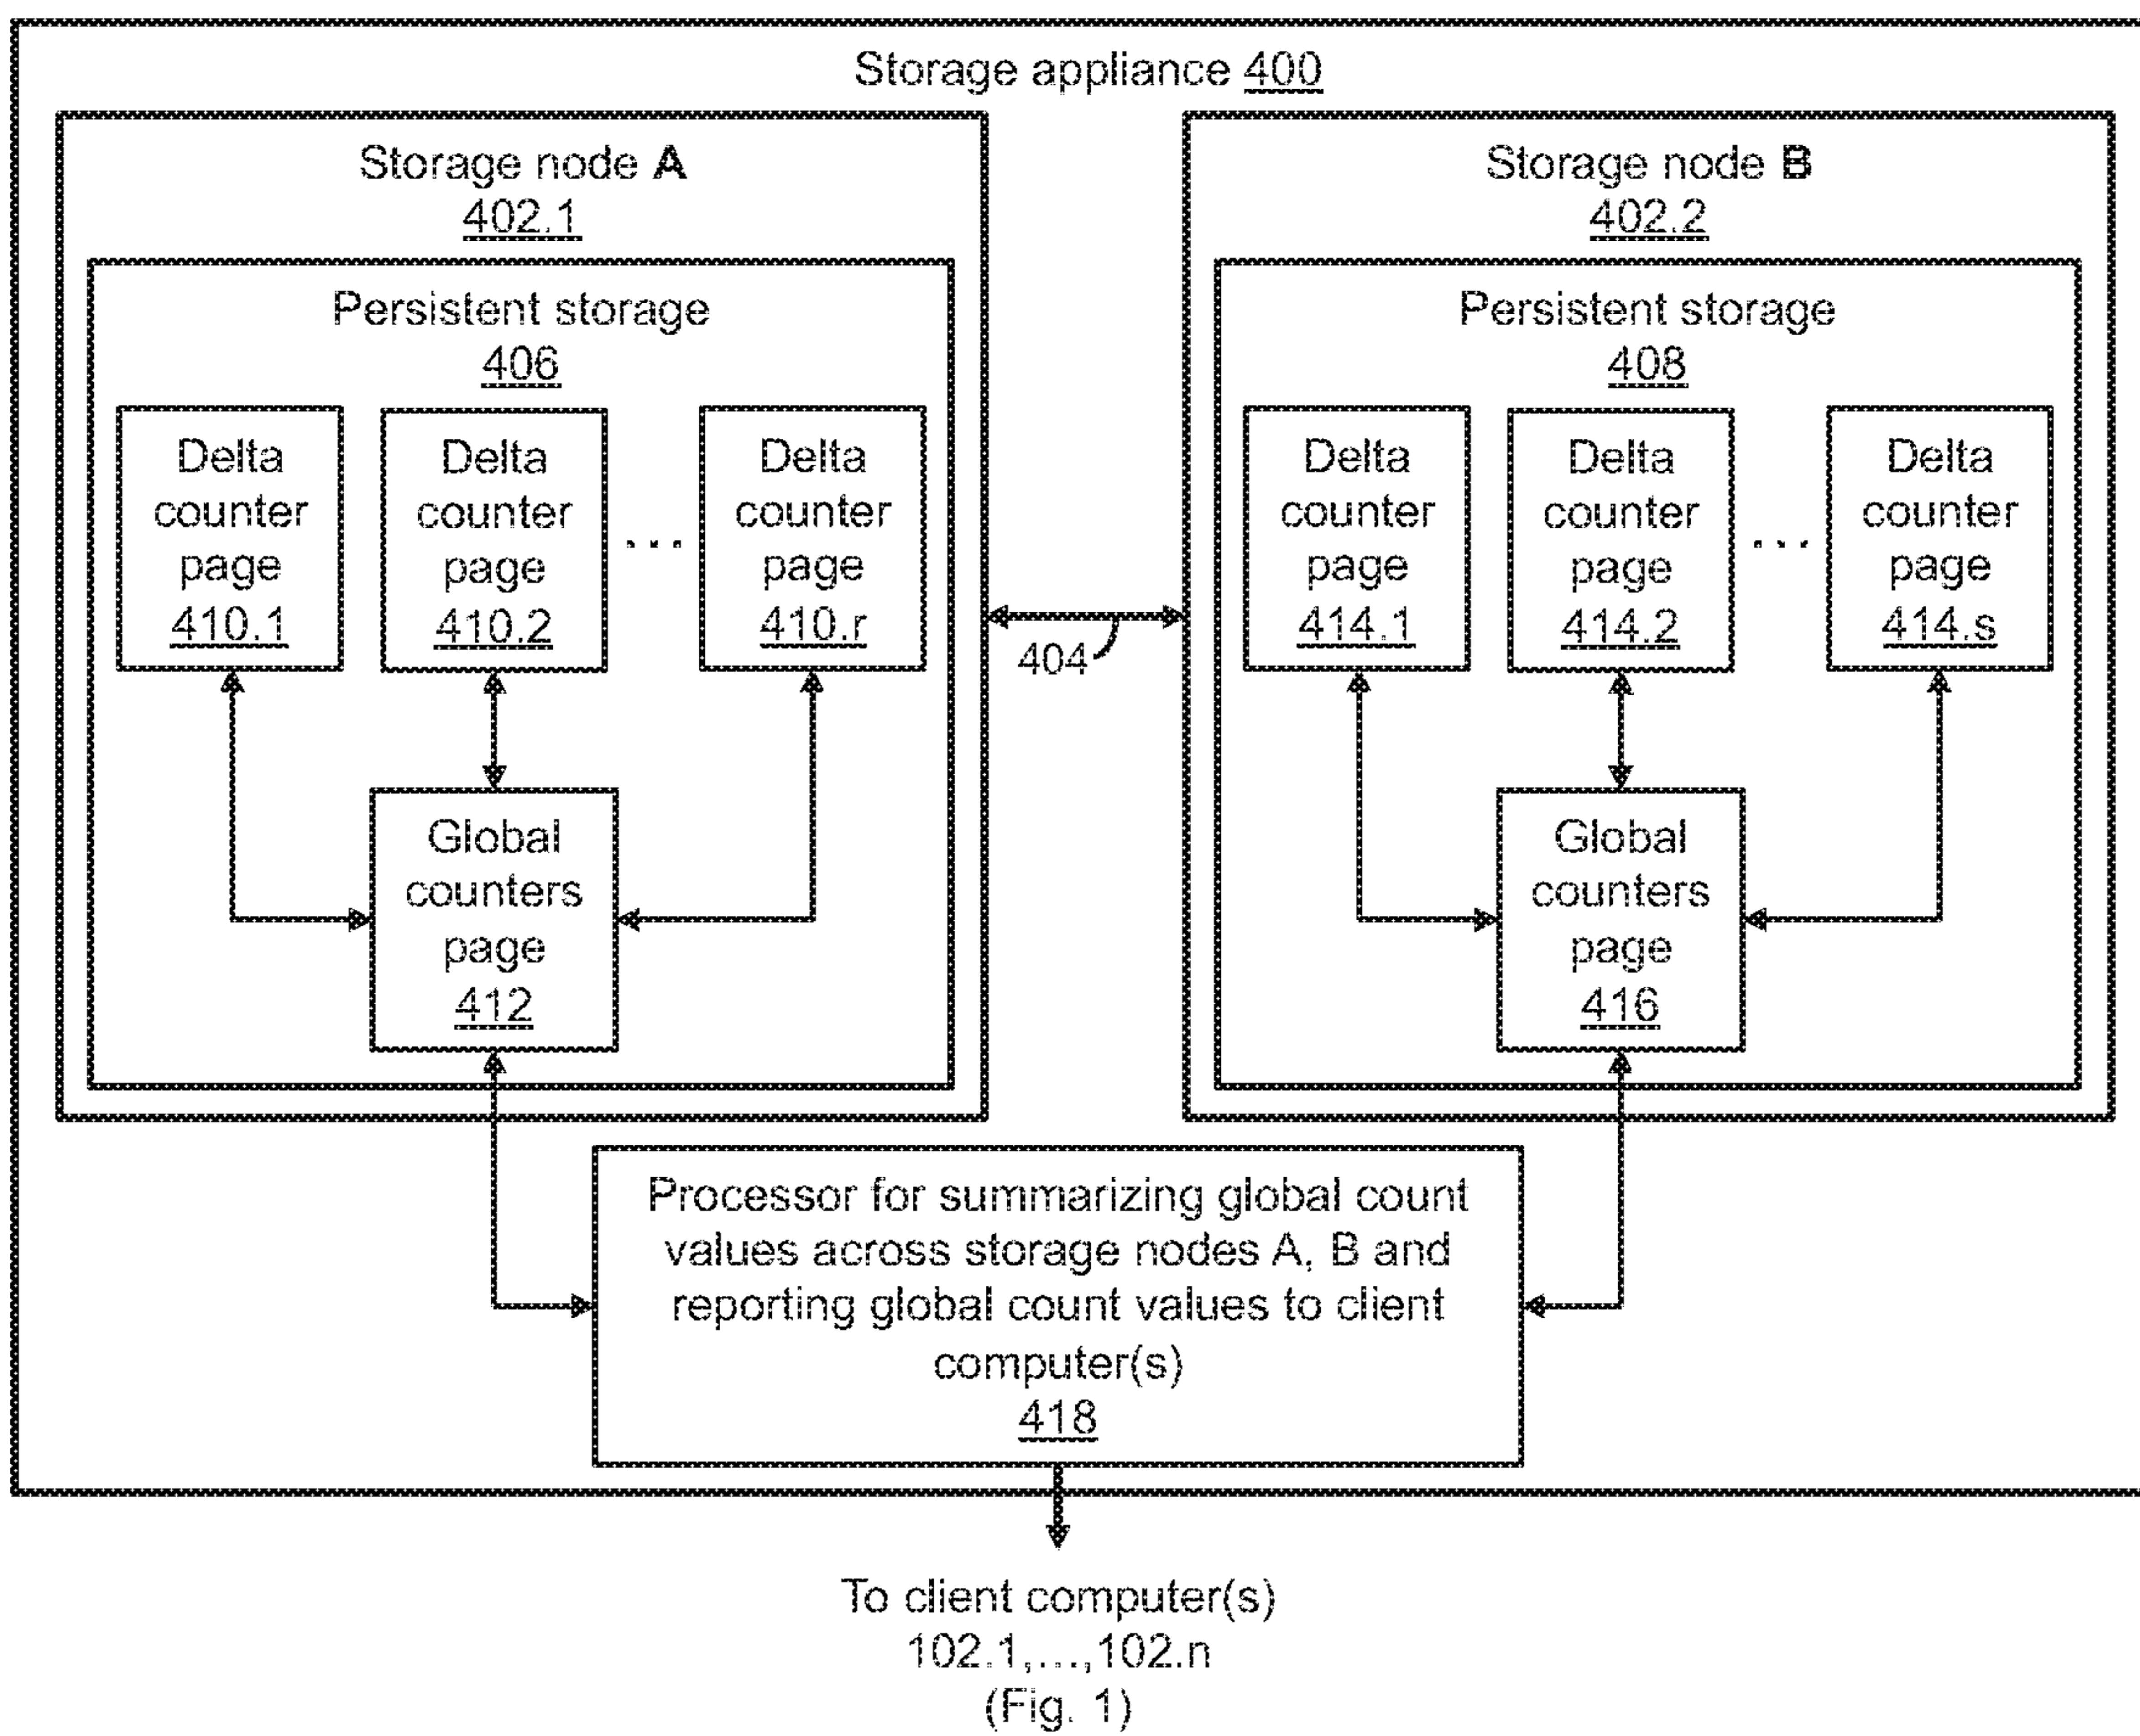 Storage appliance 400
Storage node A
402.1
Persistent storage
406
Delta
counter
page
410.1
Delta
counter
page
410.2
...
Delta
counter
page
410.r
Global
counters
page
412
404
Storage node B
402.2
Persistent storage
408
Delta
counter
page
414.1
Delta
counter
page
414.2
...
Delta
counter
page
414.s
Global
counters
page
416
Processor for summarizing global count
values across storage nodes A, B and
reporting global count values to client
computer(s)
418
To client computer(s)
102.1,...,102.n
(Fig. 1)